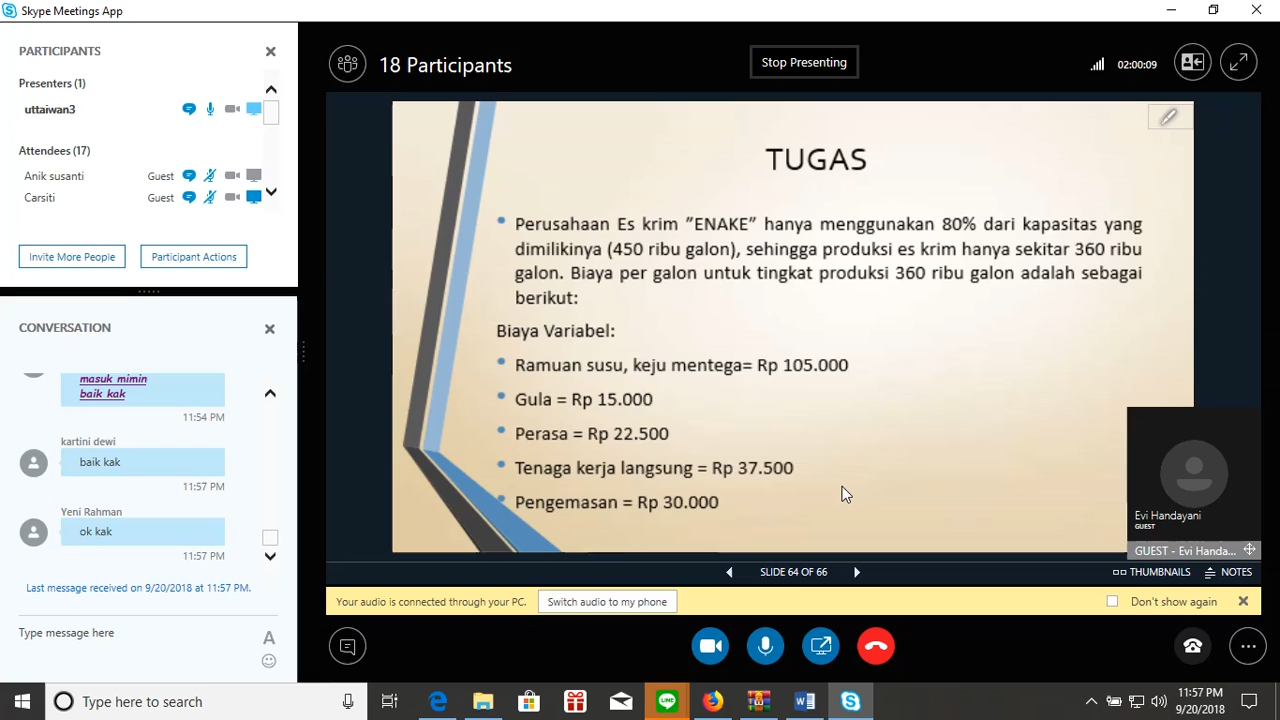 Skype Meetings App
PARTICIPANTS
Presenters (1)
uttaiwan3
Attendees (17)
Anik susanti Guest
Carsiti Guest
Invite More People
Participant Actions
CONVERSATION
masuk mimin
baik kak
11:54 PM
kartini dewi
baik kak
11:57 PM
Yeni Rahman
ok kak
11:57 PM
Last message received on 9/20/2018 at 11:57 PM.
Type message here
A
18 Participants
Stop Presenting
02:00:09
TUGAS
• Perusahaan Es krim ”ENAKE” hanya menggunakan 80% dari kapasitas yang
dimilikinya (450 ribu galon), sehingga produksi es krim hanya sekitar 360 ribu
galon. Biaya per galon untuk tingkat produksi 360 ribu galon adalah sebagai
berikut:
Biaya Variabel:
• Ramuan susu, keju mentega= Rp 105.000
• Gula = Rp 15.000
• Perasa = Rp 22.500
• Tenaga kerja langsung = Rp 37.500
• Pengemasan = Rp 30.000
Evi Handayani
GUEST
GUEST - Evi Handa...
SLIDE 64 OF 66
THUMBNAILS
NOTES
Your audio is connected through your PC.
Switch audio to my phone
Don't show again
Type here to search
11:57 PM
9/20/2018